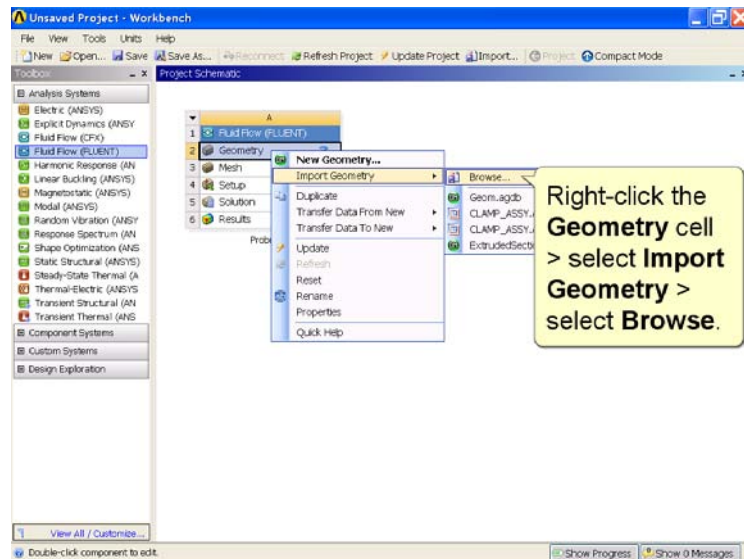 Unsaved Project - Workbench
File View Tools Units Help
New Open... Save Save As... Reconnect Refresh Project Update Project Import... Project Compact Mode
Toolbox
Project Schematic
Analysis Systems
Electric (ANSYS)
Explicit Dynamics (ANSY
Fluid Flow (CFX)
Fluid Flow (FLUENT)
Harmonic Response (AN
Linear Buckling (ANSYS)
Magnetostatic (ANSYS)
Modal (ANSYS)
Random Vibration (ANSY
Response Spectrum (AN
Shape Optimization (ANS
Static Structural (ANSYS)
Steady-State Thermal (A
Thermal-Electric (ANSYS
Transient Structural (AN
Transient Thermal (ANS
Component Systems
Custom Systems
Design Exploration
View All / Customize...
A
1 Fluid Flow (FLUENT)
2 Geometry
3 Mesh
4 Setup
5 Solution
6 Results
Prob
New Geometry...
Import Geometry
Duplicate
Transfer Data From New
Transfer Data To New
Update
Refresh
Reset
Rename
Properties
Quick Help
Browse...
Geom.agdb
CLAMP_ASSY.
CLAMP_ASSY.
ExtrudedSecti
Right-click the
Geometry cell
> select Import
Geometry >
select Browse.
Double-click component to edit.
Show Progress Show 0 Messages